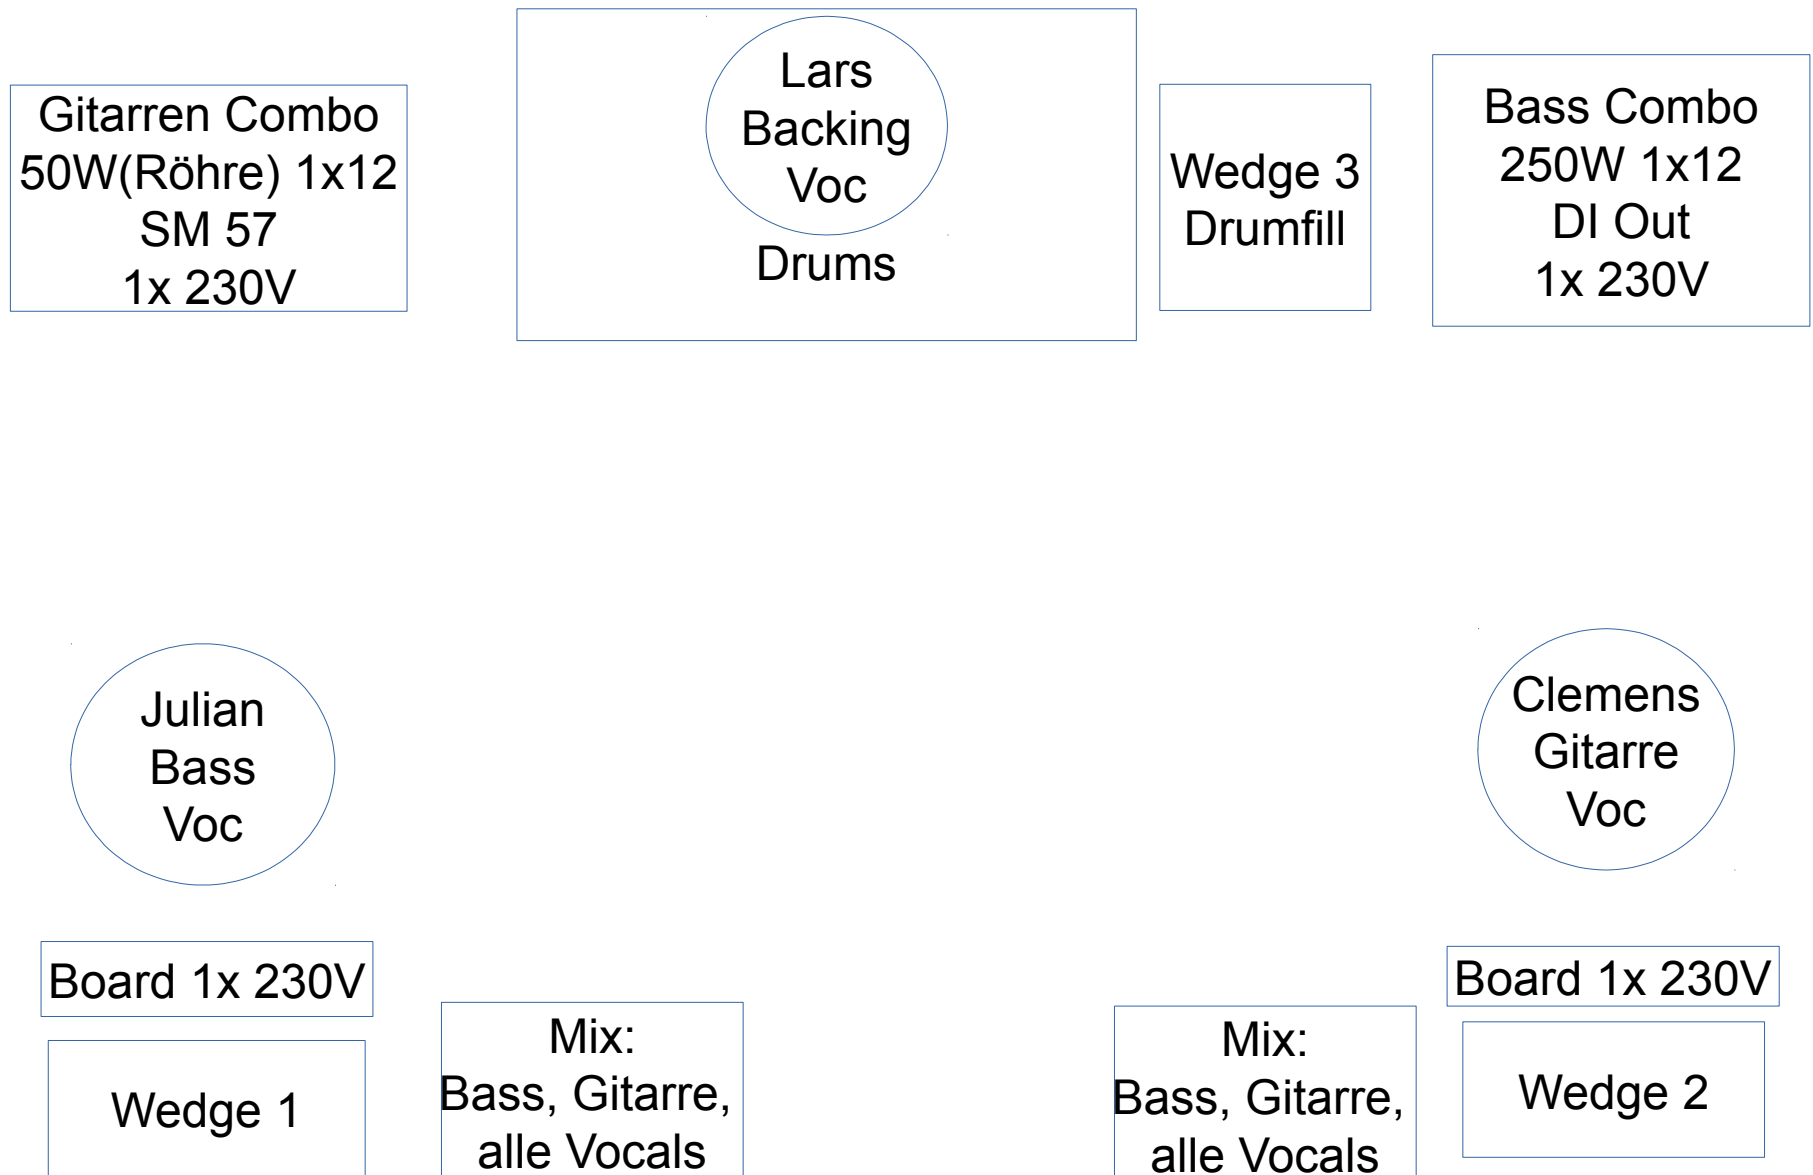 Gitarren Combo
50W(Röhre) 1x12
SM 57
1x 230V
Lars
Backing
Voc
Drums
Wedge 3
Drumfill
Bass Combo
250W 1x12
DI Out
1x 230V
Julian
Bass
Voc
Clemens
Gitarre
Voc
Board 1x 230V
Wedge 1
Mix:
Bass, Gitarre,
alle Vocals
Mix:
Bass, Gitarre,
alle Vocals
Board 1x 230V
Wedge 2